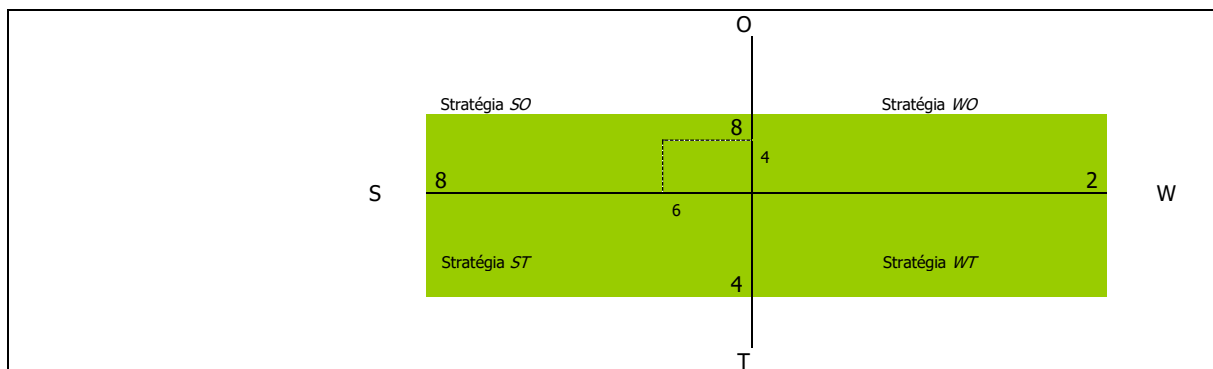 O
Stratégia SO
Stratégia WO
8
4
S
8
2
W
6
Stratégia ST
Stratégia WT
4
T